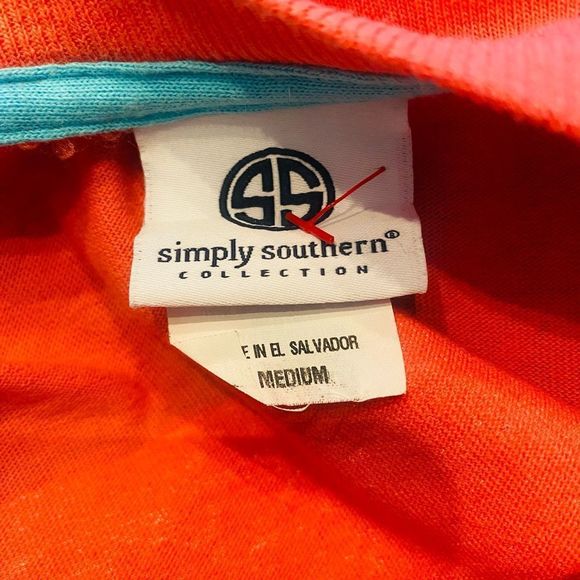 SS
simply southern®
COLLECTION
E IN EL SALVADOR
MEDIUM